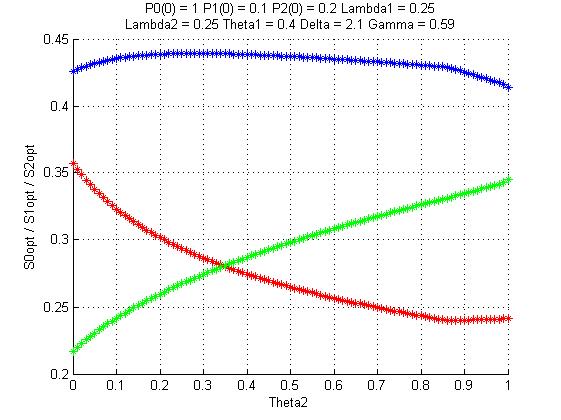 P0(0) = 1 P1(0) = 0.1 P2(0) = 0.2 Lambda1 = 0.25
Lambda2 = 0.25 Theta1 = 0.4 Delta = 2.1 Gamma = 0.59
0.45
0.4
0.35
0.3
0.25
0.2
S0opt / S1opt / S2opt
0 0.1 0.2 0.3 0.4 0.5 0.6 0.7 0.8 0.9 1
Theta2